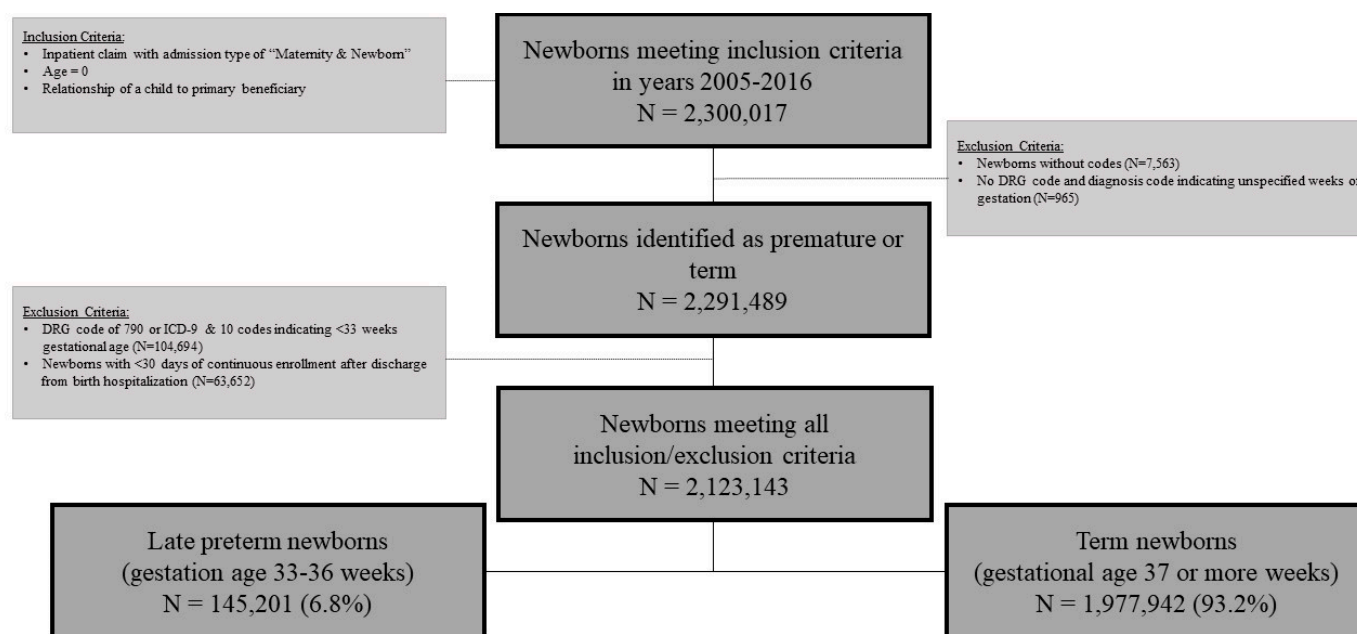 Inclusion Criteria:
• Inpatient claim with admission type of “Maternity & Newborn”
• Age = 0
• Relationship of a child to primary beneficiary
Newborns meeting inclusion criteria
in years 2005-2016
N = 2,300,017
Exclusion Criteria:
• Newborns without codes (N=7,563)
• No DRG code and diagnosis code indicating unspecified weeks of
gestation (N=965)
Newborns identified as premature or
term
N = 2,291,489
Exclusion Criteria:
• DRG code of 790 or ICD-9 & 10 codes indicating <33 weeks
gestational age (N=104,694)
• Newborns with <30 days of continuous enrollment after discharge
from birth hospitalization (N=63,652)
Newborns meeting all
inclusion/exclusion criteria
N = 2,123,143
Late preterm newborns
(gestation age 33-36 weeks)
N = 145,201 (6.8%)
Term newborns
(gestational age 37 or more weeks)
N = 1,977,942 (93.2%)